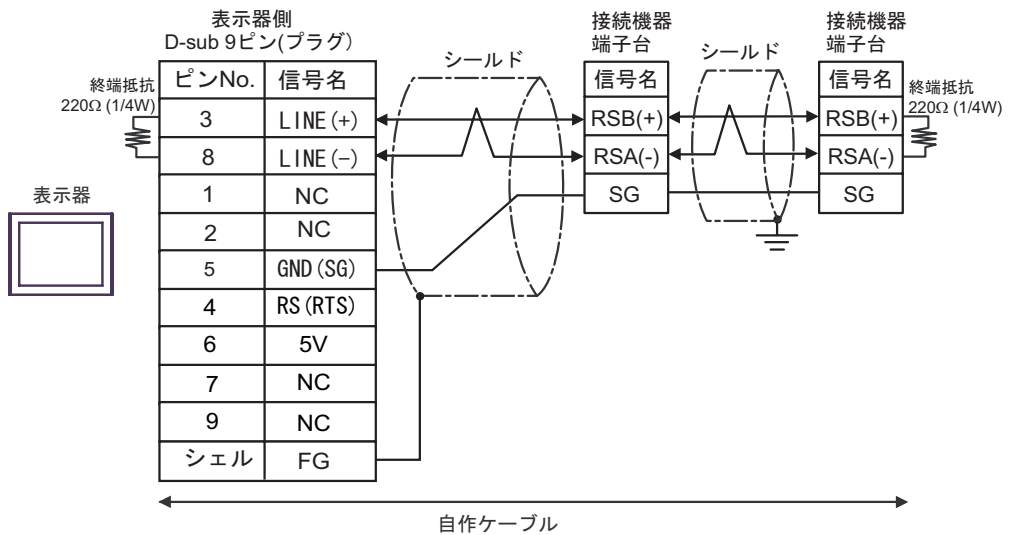 表示器側
D-sub 9ピン(プラグ)
接続機器
端子台
接続機器
端子台
シールド
シールド
終端抵抗
220Ω (1/4W)
終端抵抗
220Ω (1/4W)
ピンNo. 信号名
信号名
信号名
3 LINE(+) RSB(+) RSB(+)
8 LINE(−) RSA(-) RSA(-)
1 NC SG SG
2 NC
5 GND(SG)
4 RS(RTS)
6 5V
7 NC
9 NC
シェル FG
表示器
自作ケーブル